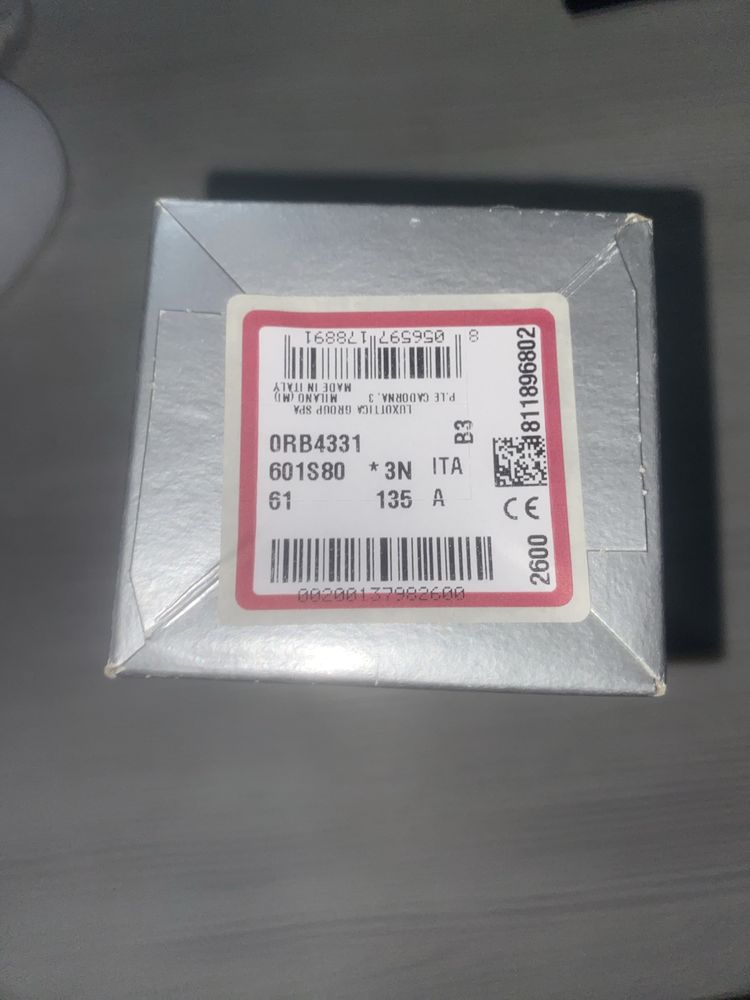 8 056597 178891
LUXOTTICA GROUP SPA
P.LE CADORNA, 3
MILANO (MI)
MADE IN ITALY
0RB4331 B3
601S80 *3N ITA
61 135 A
00200137982600
1811896802
CE
2600